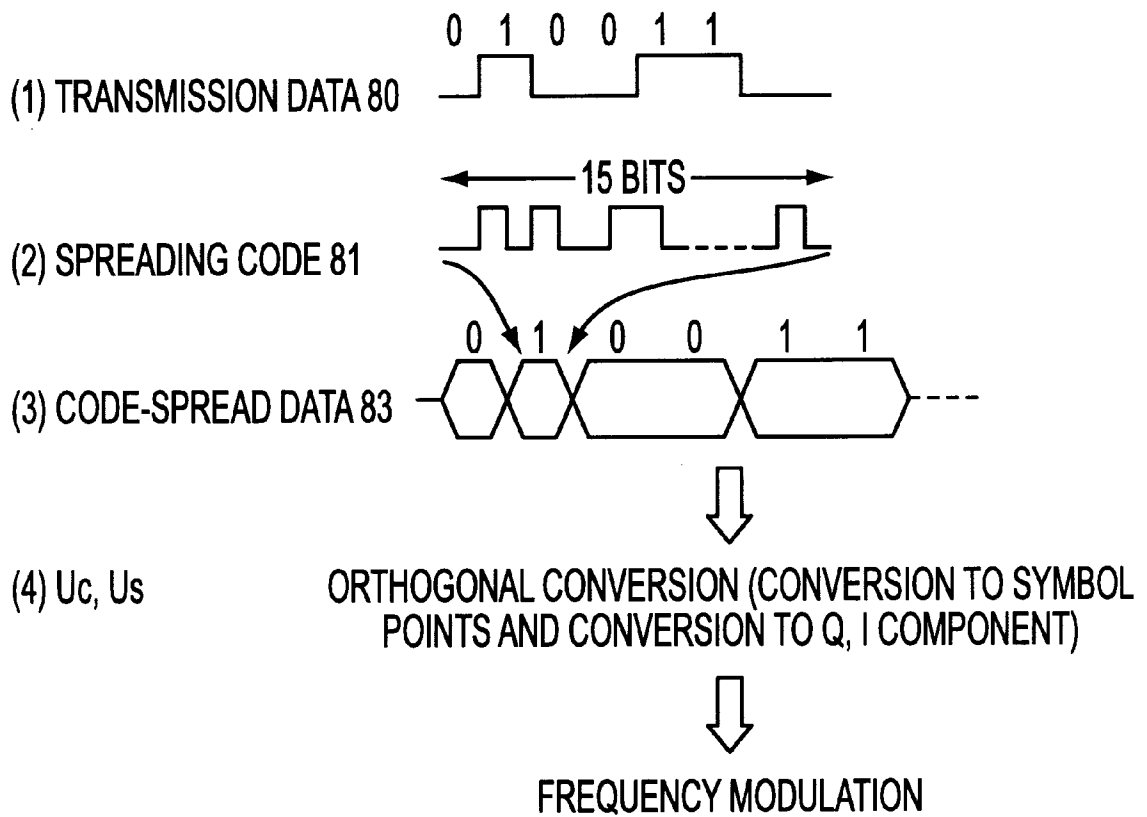 0 1 0 0 1 1
(1) TRANSMISSION DATA 80
15 BITS
(2) SPREADING CODE 81
0 1 0 0 1 1
(3) CODE-SPREAD DATA 83
(4) Uc, Us
ORTHOGONAL CONVERSION (CONVERSION TO SYMBOL
POINTS AND CONVERSION TO Q, I COMPONENT)
FREQUENCY MODULATION